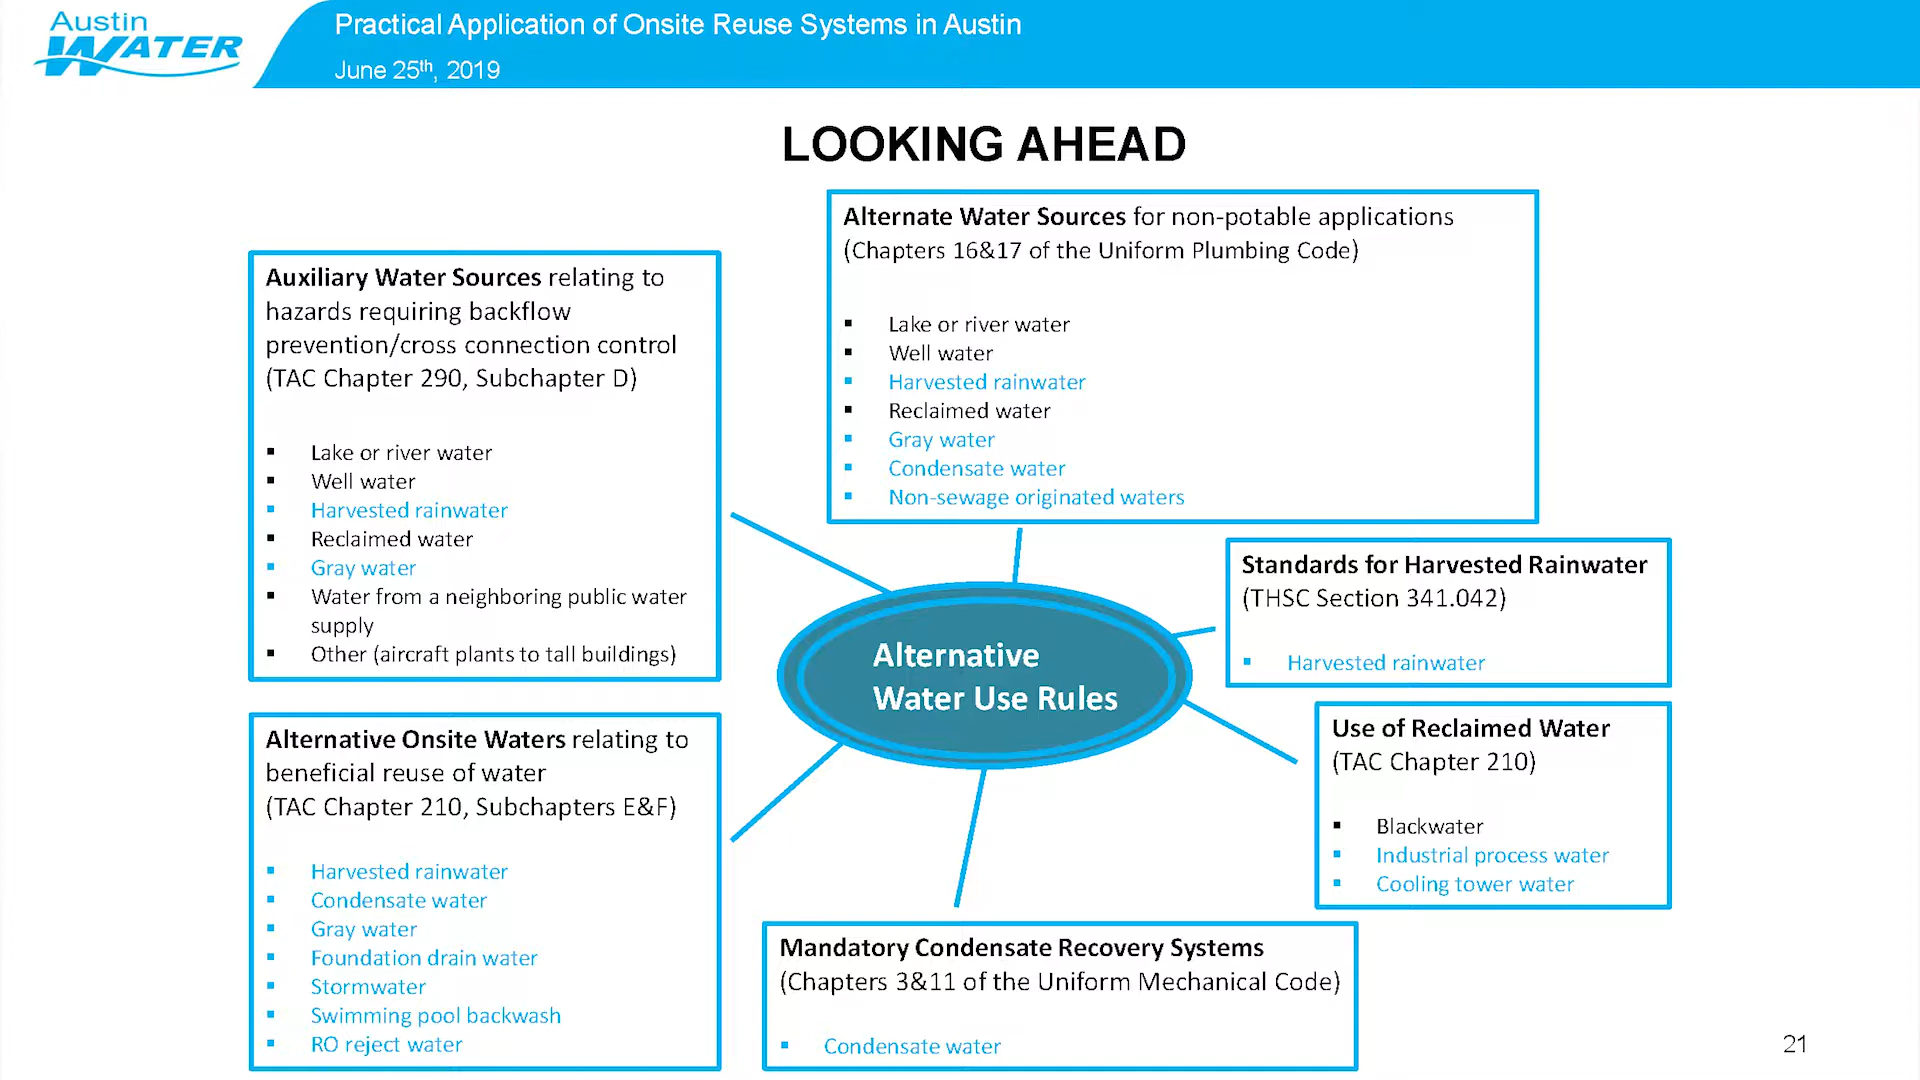 Austin
WATER
Practical Application of Onsite Reuse Systems in Austin
June 25th, 2019
LOOKING AHEAD
Auxiliary Water Sources relating to
hazards requiring backflow
prevention/cross connection control
(TAC Chapter 290, Subchapter D)
▪ Lake or river water
▪ Well water
▪ Harvested rainwater
▪ Reclaimed water
▪ Gray water
▪ Water from a neighboring public water
supply
▪ Other (aircraft plants to tall buildings)
Alternate Water Sources for non-potable applications
(Chapters 16&17 of the Uniform Plumbing Code)
▪ Lake or river water
▪ Well water
▪ Harvested rainwater
▪ Reclaimed water
▪ Gray water
▪ Condensate water
▪ Non-sewage originated waters
Standards for Harvested Rainwater
(THSC Section 341.042)
▪ Harvested rainwater
Alternative
Water Use Rules
Use of Reclaimed Water
(TAC Chapter 210)
▪ Blackwater
▪ Industrial process water
▪ Cooling tower water
Alternative Onsite Waters relating to
beneficial reuse of water
(TAC Chapter 210, Subchapters E&F)
▪ Harvested rainwater
▪ Condensate water
▪ Gray water
▪ Foundation drain water
▪ Stormwater
▪ Swimming pool backwash
▪ RO reject water
Mandatory Condensate Recovery Systems
(Chapters 3&11 of the Uniform Mechanical Code)
▪ Condensate water
21